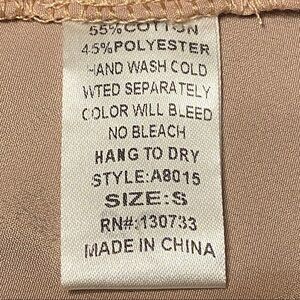 55%COTTON
45%POLYESTER
HAND WASH COLD
WTED SEPARATELY
COLOR WILL BLEED
NO BLEACH
HANG TO DRY
STYLE:A8015
SIZE:S
RN#:130733
MADE IN CHINA